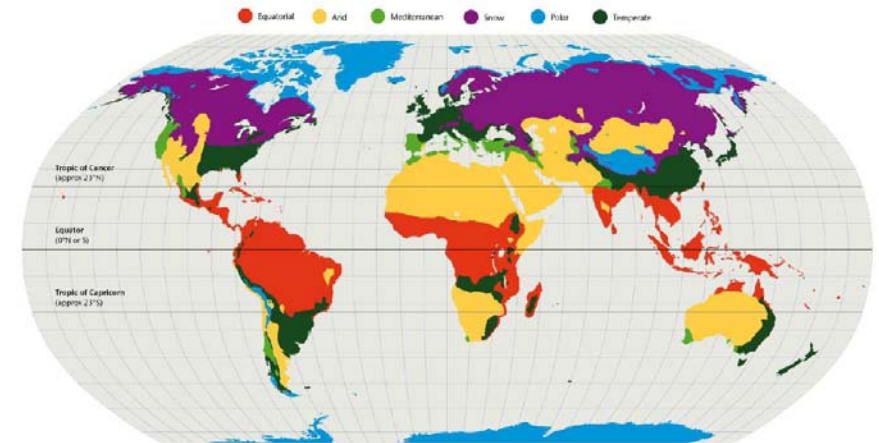 Equatorial Arid Mediterranean Snow Polar Temperate
Tropic of Cancer
(approx 23°N)
Equator
(0°N or S)
Tropic of Capricorn
(approx 23°S)